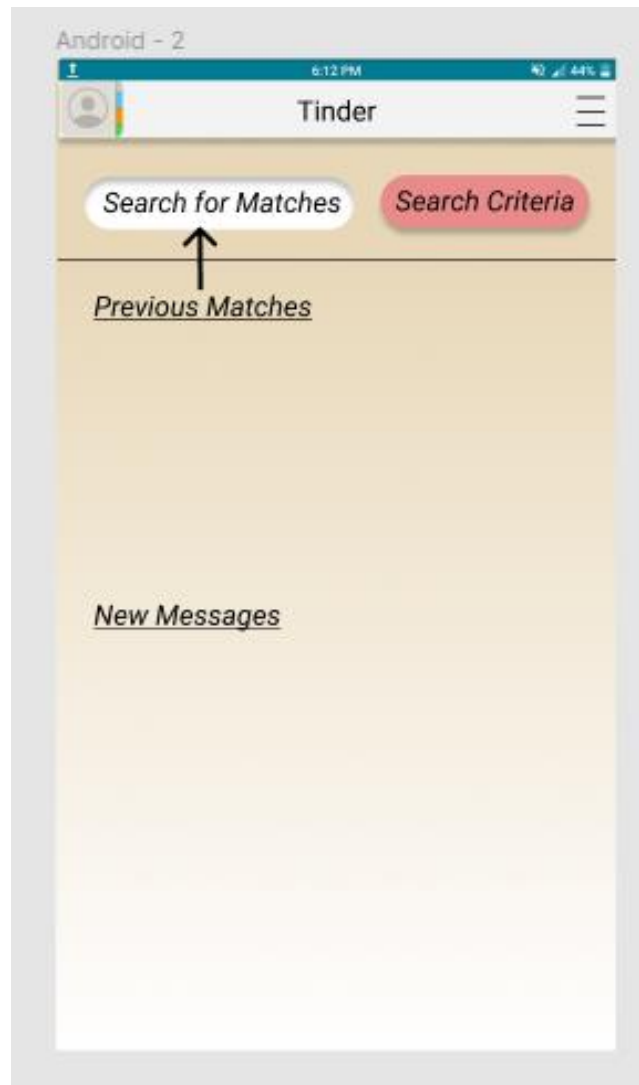 Android - 2
6:12 PM 44%
Tinder
Search for Matches Search Criteria
Previous Matches
New Messages